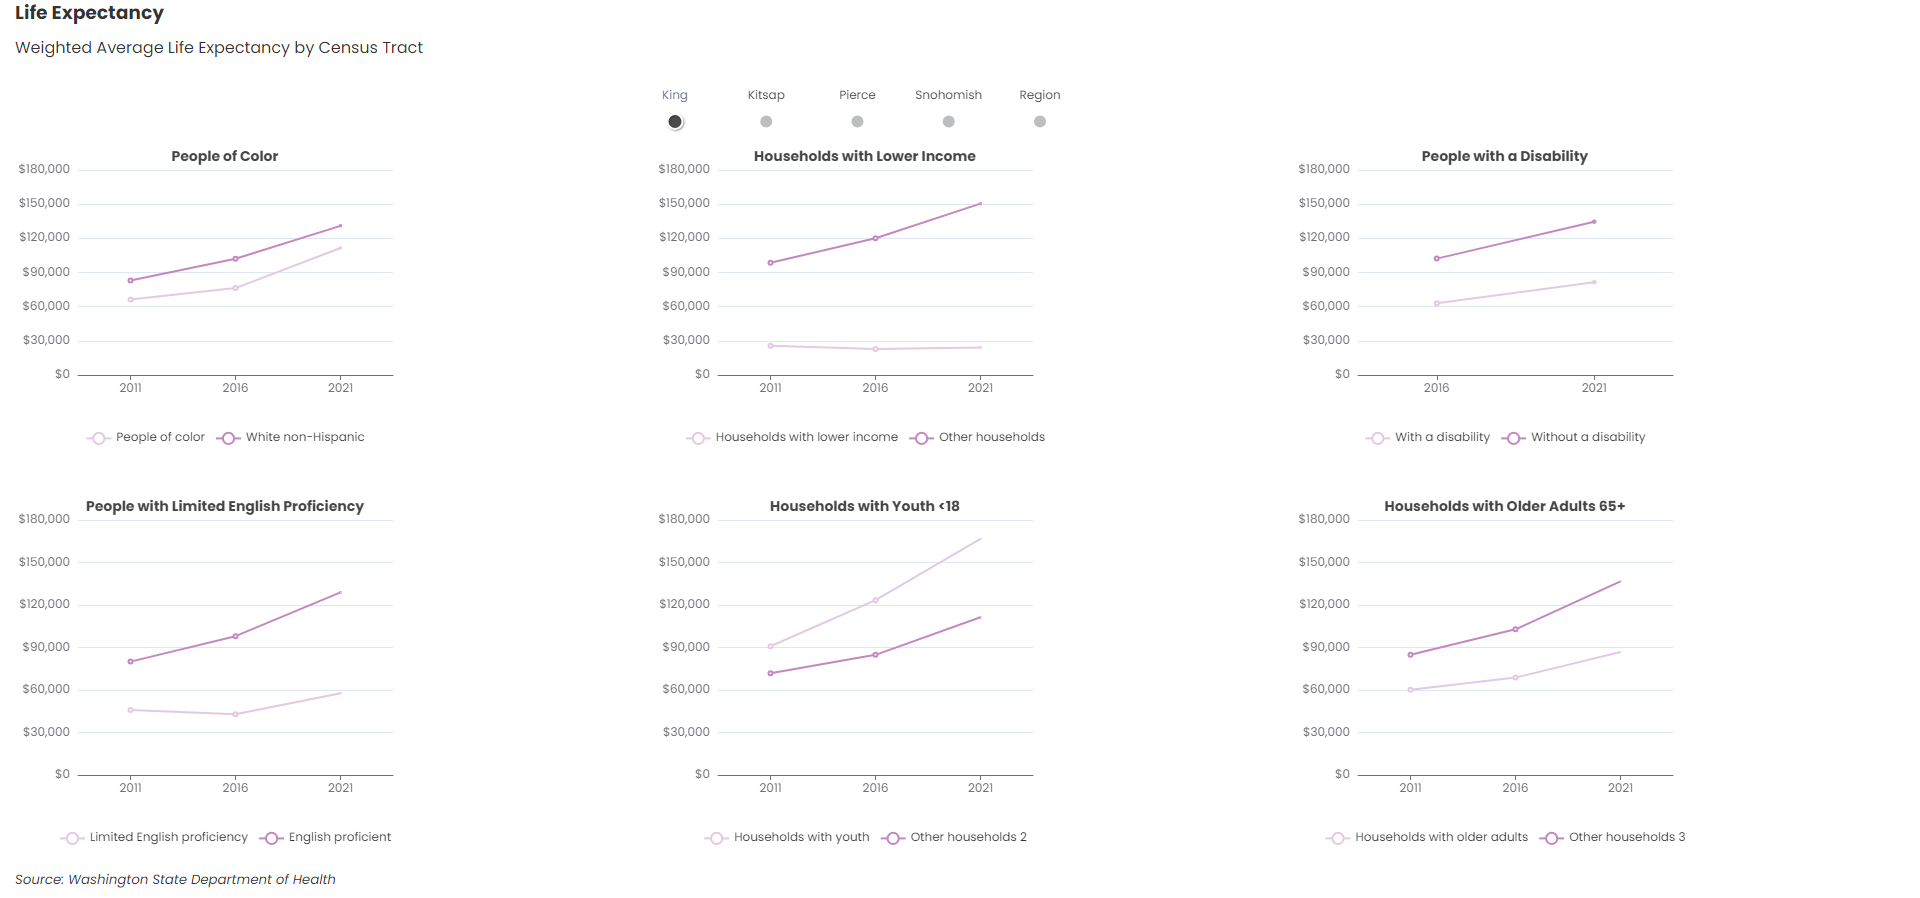 Life Expectancy
Weighted Average Life Expectancy by Census Tract
King Kitsap Pierce Snohomish Region
People of Color
$180,000
$150,000
$120,000
$90,000
$60,000
$30,000
$0
2011 2016 2021
People of color White non-Hispanic
Households with Lower Income
$180,000
$150,000
$120,000
$90,000
$60,000
$30,000
$0
2011 2016 2021
Households with lower income Other households
People with a Disability
$180,000
$150,000
$120,000
$90,000
$60,000
$30,000
$0
2016 2021
With a disability Without a disability
People with Limited English Proficiency
$180,000
$150,000
$120,000
$90,000
$60,000
$30,000
$0
2011 2016 2021
Limited English proficiency English proficient
Households with Youth <18
$180,000
$150,000
$120,000
$90,000
$60,000
$30,000
$0
2011 2016 2021
Households with youth Other households 2
Households with Older Adults 65+
$180,000
$150,000
$120,000
$90,000
$60,000
$30,000
$0
2011 2016 2021
Households with older adults Other households 3
Source: Washington State Department of Health